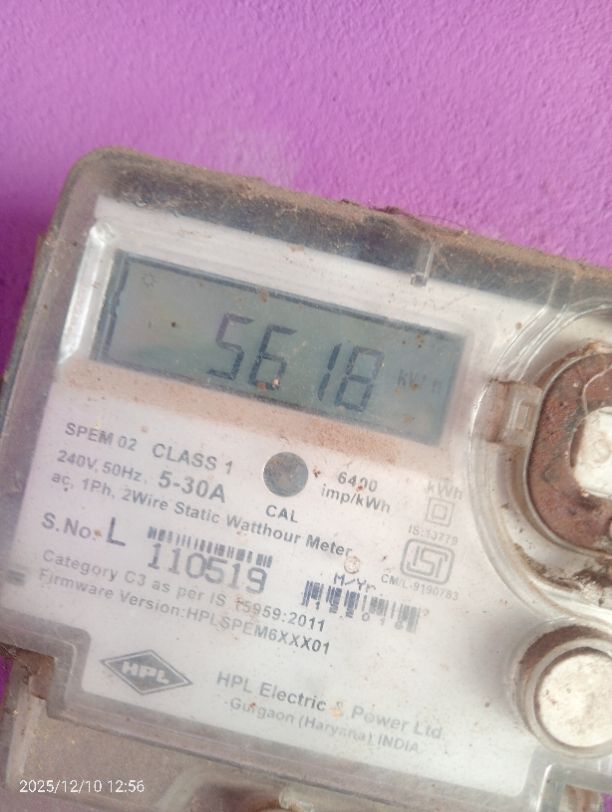 5618 kWh
SPEM 02 CLASS 1
240V, 50Hz, 5-30A
6400
imp/kWh
kWh
ac, 1Ph, 2Wire Static Watthour Meter
CAL
IS:13779
S.No. L
110519
M/Yr
CM/L-9190783
Category C3 as per IS 15959:2011
Firmware Version:HPLSPEM6XXX01
HPL
HPL Electric & Power Ltd.
Gurgaon (Haryana) INDIA
2025/12/10 12:56